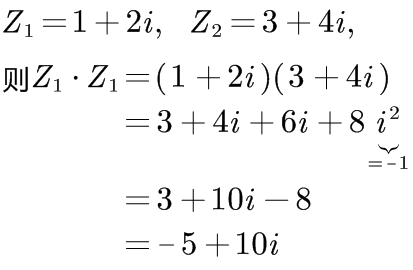 Z₁=1+2i, Z₂=3+4i,
则Z₁·Z₁=(1+2i)(3+4i)
=3+4i+6i+8 i²
=-1
=3+10i-8
=-5+10i